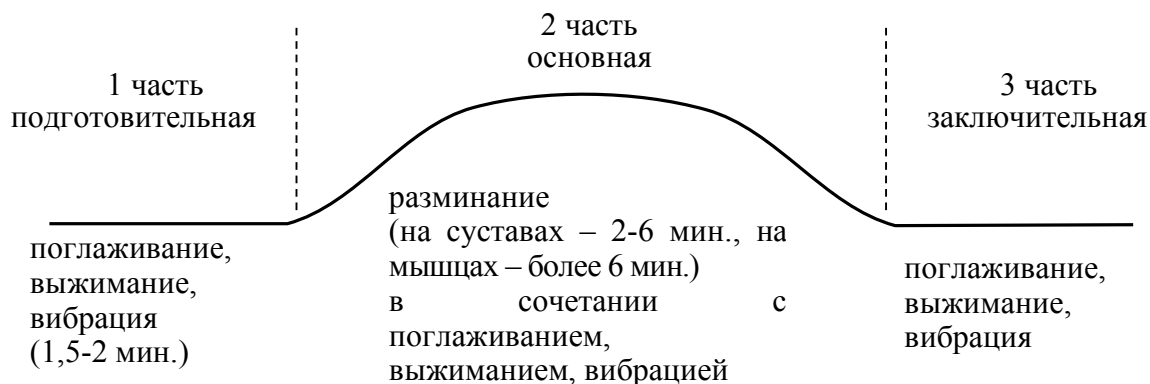 1 часть
подготовительная
2 часть
основная
3 часть
заключительная
поглаживание,
выжимание,
вибрация
(1,5-2 мин.)
разминание
(на суставах – 2-6 мин., на
мышцах – более 6 мин.)
в сочетании с
поглаживанием,
выжиманием, вибрацией
поглаживание,
выжимание,
вибрация